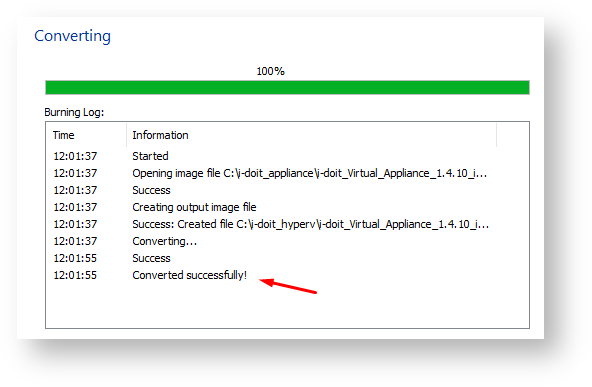 Converting
100%
Burning Log:
Time Information
12:01:37 Started
12:01:37 Opening image file C:\i-doit_appliance\i-doit_Virtual_Appliance_1.4.10_i...
12:01:37 Success
12:01:37 Creating output image file
12:01:37 Success: Created file C:\i-doit_hyperv\i-doit_Virtual_Appliance_1.4.10_i...
12:01:37 Converting...
12:01:55 Success
12:01:55 Converted successfully!